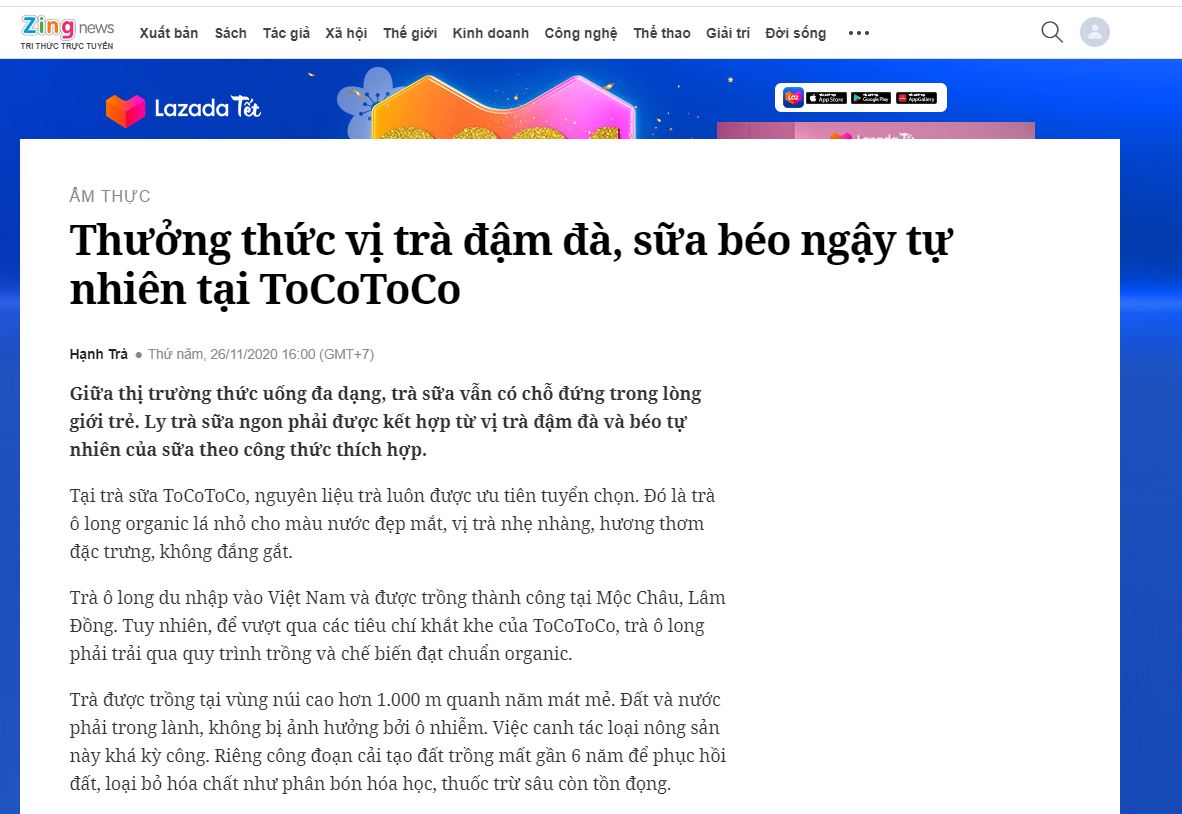 Zing news
TRI THỨC TRỰC TUYẾN
Xuất bản Sách Tác giả Xã hội Thế giới Kinh doanh Công nghệ Thể thao Giải trí Đời sống
Lazada Tết
App Store Google Play AppGallery
Lazada Tết
ẨM THỰC
Thưởng thức vị trà đậm đà, sữa béo ngậy tự
nhiên tại ToCoToCo
Hạnh Trà • Thứ năm, 26/11/2020 16:00 (GMT+7)
Giữa thị trường thức uống đa dạng, trà sữa vẫn có chỗ đứng trong lòng
giới trẻ. Ly trà sữa ngon phải được kết hợp từ vị trà đậm đà và béo tự
nhiên của sữa theo công thức thích hợp.
Tại trà sữa ToCoToCo, nguyên liệu trà luôn được ưu tiên tuyển chọn. Đó là trà
ô long organic lá nhỏ cho màu nước đẹp mắt, vị trà nhẹ nhàng, hương thơm
đặc trưng, không đắng gắt.
Trà ô long du nhập vào Việt Nam và được trồng thành công tại Mộc Châu, Lâm
Đồng. Tuy nhiên, để vượt qua các tiêu chí khắt khe của ToCoToCo, trà ô long
phải trải qua quy trình trồng và chế biến đạt chuẩn organic.
Trà được trồng tại vùng núi cao hơn 1.000 m quanh năm mát mẻ. Đất và nước
phải trong lành, không bị ảnh hưởng bởi ô nhiễm. Việc canh tác loại nông sản
này khá kỳ công. Riêng công đoạn cải tạo đất trồng mất gần 6 năm để phục hồi
đất, loại bỏ hóa chất như phân bón hóa học, thuốc trừ sâu còn tồn đọng.